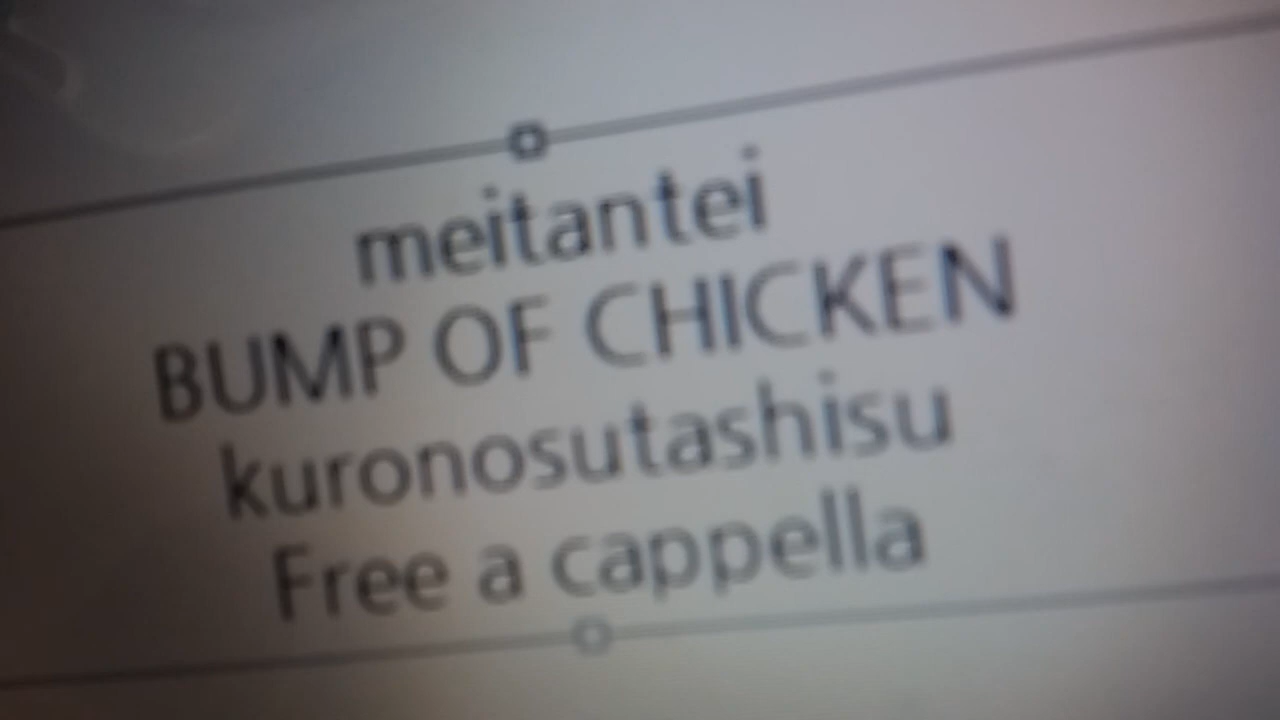 meitantei
BUMP OF CHICKEN
kuronosutashisu
Free a cappella